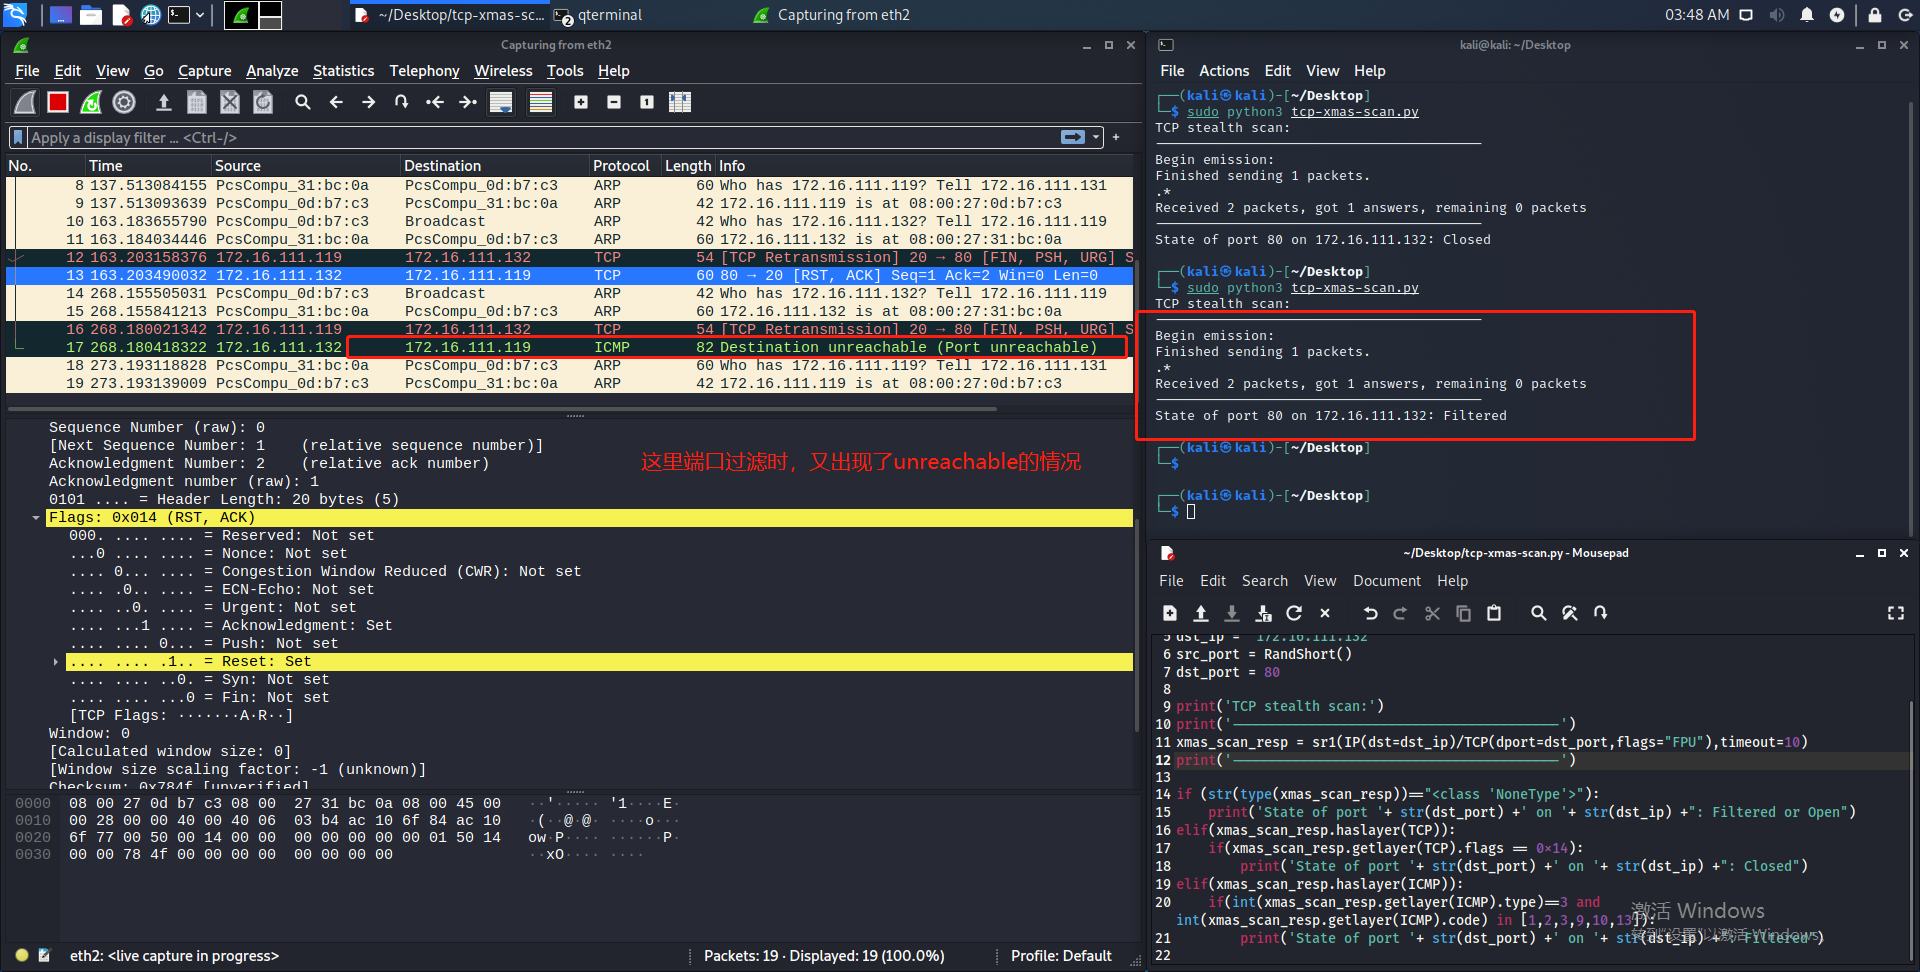 ~/Desktop/tcp-xmas-sc...
qterminal
Capturing from eth2
03:48 AM
Capturing from eth2
File Edit View Go Capture Analyze Statistics Telephony Wireless Tools Help
Apply a display filter … <Ctrl-/>
No. Time Source Destination Protocol Length Info
8 137.513084155 PcsCompu_31:bc:0a PcsCompu_0d:b7:c3 ARP 60 Who has 172.16.111.119? Tell 172.16.111.131
9 137.513093639 PcsCompu_0d:b7:c3 PcsCompu_31:bc:0a ARP 42 172.16.111.119 is at 08:00:27:0d:b7:c3
10 163.183655790 PcsCompu_0d:b7:c3 Broadcast ARP 42 Who has 172.16.111.132? Tell 172.16.111.119
11 163.184034446 PcsCompu_31:bc:0a PcsCompu_0d:b7:c3 ARP 60 172.16.111.132 is at 08:00:27:31:bc:0a
12 163.203158376 172.16.111.119 172.16.111.132 TCP 54 [TCP Retransmission] 20 → 80 [FIN, PSH, URG] S
13 163.203490032 172.16.111.132 172.16.111.119 TCP 60 80 → 20 [RST, ACK] Seq=1 Ack=2 Win=0 Len=0
14 268.155505031 PcsCompu_0d:b7:c3 Broadcast ARP 42 Who has 172.16.111.132? Tell 172.16.111.119
15 268.155841213 PcsCompu_31:bc:0a PcsCompu_0d:b7:c3 ARP 60 172.16.111.132 is at 08:00:27:31:bc:0a
16 268.180021342 172.16.111.119 172.16.111.132 TCP 54 [TCP Retransmission] 20 → 80 [FIN, PSH, URG] S
17 268.180418322 172.16.111.132 172.16.111.119 ICMP 82 Destination unreachable (Port unreachable)
18 273.193118828 PcsCompu_31:bc:0a PcsCompu_0d:b7:c3 ARP 60 Who has 172.16.111.119? Tell 172.16.111.131
19 273.193139009 PcsCompu_0d:b7:c3 PcsCompu_31:bc:0a ARP 42 172.16.111.119 is at 08:00:27:0d:b7:c3
Sequence Number (raw): 0
[Next Sequence Number: 1 (relative sequence number)]
Acknowledgment Number: 2 (relative ack number)
Acknowledgment number (raw): 1
0101 .... = Header Length: 20 bytes (5)
Flags: 0x014 (RST, ACK)
000. .... .... = Reserved: Not set
...0 .... .... = Nonce: Not set
.... 0... .... = Congestion Window Reduced (CWR): Not set
.... .0.. .... = ECN-Echo: Not set
.... ..0. .... = Urgent: Not set
.... ...1 .... = Acknowledgment: Set
.... .... 0... = Push: Not set
.... .... .1.. = Reset: Set
.... .... ..0. = Syn: Not set
.... .... ...0 = Fin: Not set
[TCP Flags: ·······A·R··]
Window: 0
[Calculated window size: 0]
[Window size scaling factor: -1 (unknown)]
Checksum: 0x784f [unverified]
这里端口过滤时，又出现了unreachable的情况
0000 08 00 27 0d b7 c3 08 00 27 31 bc 0a 08 00 45 00 ··'····· '1····E·
0010 00 28 00 00 40 00 40 06 03 b4 ac 10 6f 84 ac 10 ·(··@·@· ····o···
0020 6f 77 00 50 00 14 00 00 00 00 00 00 00 01 50 14 ow·P···· ······P·
0030 00 00 78 4f 00 00 00 00 00 00 00 00 ··xO···· ····
eth2: <live capture in progress>
Packets: 19 · Displayed: 19 (100.0%)
Profile: Default
kali@kali: ~/Desktop
File Actions Edit View Help
┌──(kali㉿kali)-[~/Desktop]
└─$ sudo python3 tcp-xmas-scan.py
TCP stealth scan:
Begin emission:
Finished sending 1 packets.
.*
Received 2 packets, got 1 answers, remaining 0 packets
State of port 80 on 172.16.111.132: Closed
┌──(kali㉿kali)-[~/Desktop]
└─$ sudo python3 tcp-xmas-scan.py
TCP stealth scan:
Begin emission:
Finished sending 1 packets.
.*
Received 2 packets, got 1 answers, remaining 0 packets
State of port 80 on 172.16.111.132: Filtered
┌──(kali㉿kali)-[~/Desktop]
└─$
┌──(kali㉿kali)-[~/Desktop]
└─$
~/Desktop/tcp-xmas-scan.py - Mousepad
File Edit Search View Document Help
5 dst_ip = "172.16.111.132"
6 src_port = RandShort()
7 dst_port = 80
8
9 print('TCP stealth scan:')
10 print('─────────────────────────────────────────')
11 xmas_scan_resp = sr1(IP(dst=dst_ip)/TCP(dport=dst_port,flags="FPU"),timeout=10)
12 print('─────────────────────────────────────────')
13
14 if (str(type(xmas_scan_resp))=="<class 'NoneType'>"):
15 print('State of port '+ str(dst_port) +' on '+ str(dst_ip) +": Filtered or Open")
16 elif(xmas_scan_resp.haslayer(TCP)):
17 if(xmas_scan_resp.getlayer(TCP).flags == 0×14):
18 print('State of port '+ str(dst_port) +' on '+ str(dst_ip) +": Closed")
19 elif(xmas_scan_resp.haslayer(ICMP)):
20 if(int(xmas_scan_resp.getlayer(ICMP).type)==3 and
int(xmas_scan_resp.getlayer(ICMP).code) in [1,2,3,9,10,13]):
21 print('State of port '+ str(dst_port) +' on '+ str(dst_ip) +": Filtered")
22
激活 Windows
转到"设置"以激活 Windows。